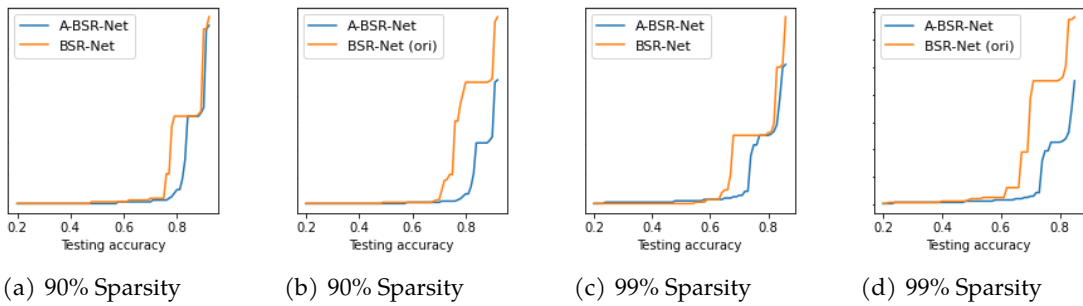 A-BSR-Net
BSR-Net
0.2 0.4 0.6 0.8
Testing accuracy
(a) 90% Sparsity
A-BSR-Net
BSR-Net (ori)
0.2 0.4 0.6 0.8
Testing accuracy
(b) 90% Sparsity
A-BSR-Net
BSR-Net
0.2 0.4 0.6 0.8
Testing accuracy
(c) 99% Sparsity
A-BSR-Net
BSR-Net (ori)
0.2 0.4 0.6 0.8
Testing accuracy
(d) 99% Sparsity